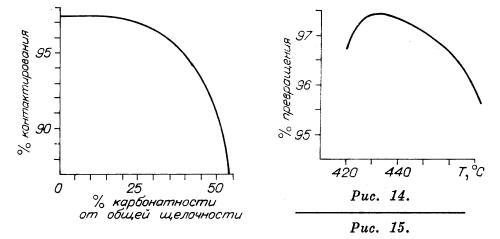 % контактирования
95
90
0
25
50
% карбонатности
от общей щелочности
% превращения
97
96
95
420
440
T, °C
Рис. 14.
Рис. 15.